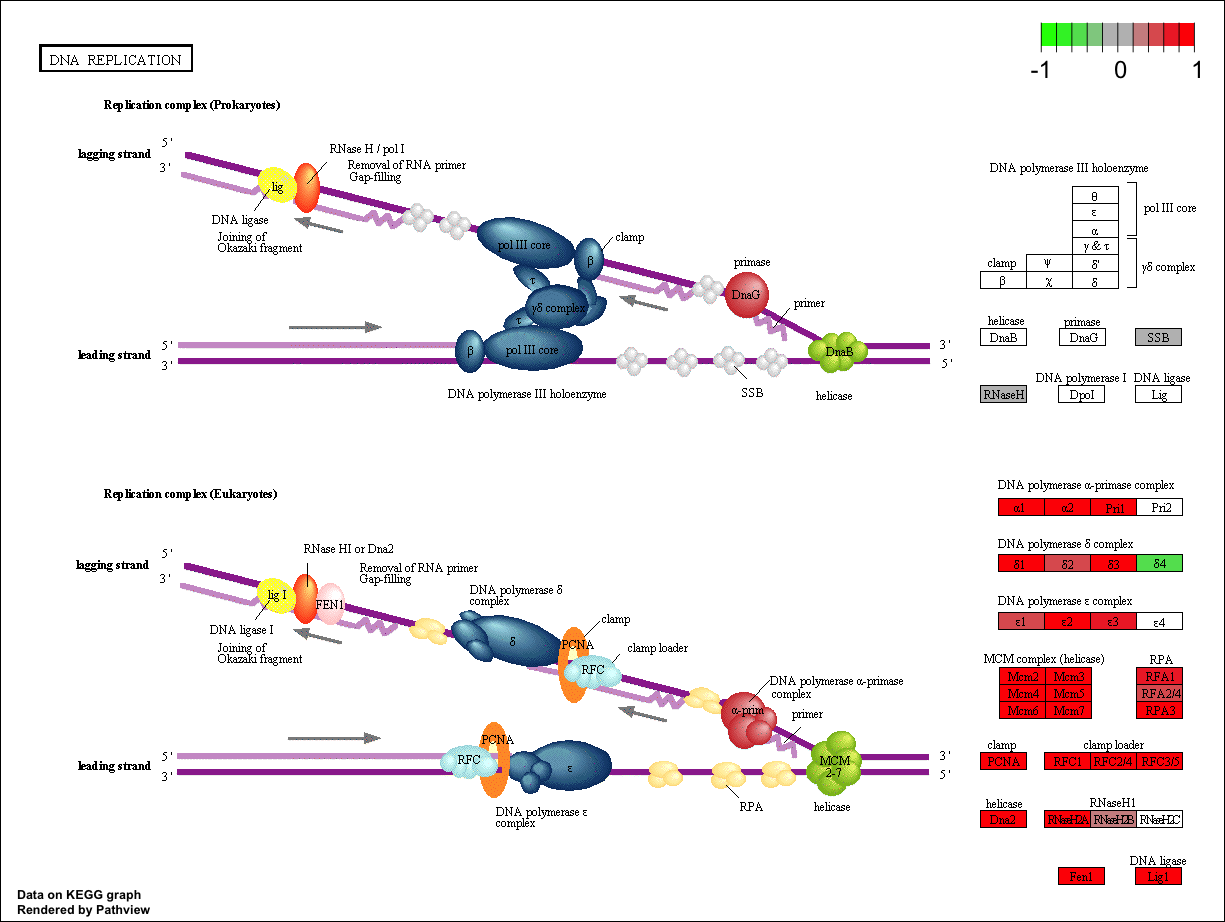 DNA REPLICATION
-1 0 1
Replication complex (Prokaryotes)
lagging strand
5'
3'
RNase H / pol I
Removal of RNA primer
Gap-filling
lig
DNA ligase
Joining of
Okazaki fragment
pol III core
clamp
β
τ
γδ complex
τ
primase
DnaG
primer
leading strand
5'
3'
β
pol III core
DnaB
3'
5'
DNA polymerase III holoenzyme
SSB
helicase
DNA polymerase III holoenzyme
θ
ε
α
pol III core
γ & τ
clamp ψ δ'
γδ complex
β χ δ
helicase primase
DnaB DnaG SSB
DNA polymerase I DNA ligase
RNaseH DpoI Lig
Replication complex (Eukaryotes)
lagging strand
5'
3'
RNase HI or Dna2
Removal of RNA primer
Gap-filling
lig I
FEN1
DNA ligase I
Joining of
Okazaki fragment
DNA polymerase δ
complex
δ
clamp
PCNA
RFC
clamp loader
DNA polymerase α-primase
complex
α-prim
primer
leading strand
5'
3'
RFC
PCNA
ε
DNA polymerase ε
complex
RPA
MCM
2-7
helicase
3'
5'
DNA polymerase α-primase complex
α1 α2 Pri1 Pri2
DNA polymerase δ complex
δ1 δ2 δ3 δ4
DNA polymerase ε complex
ε1 ε2 ε3 ε4
MCM complex (helicase) RPA
Mcm2 Mcm3 RFA1
Mcm4 Mcm5 RFA2/4
Mcm6 Mcm7 RPA3
clamp clamp loader
PCNA RFC1 RFC2/4 RFC3/5
helicase RNaseH1
Dna2 RNaseH2A RNaseH2B RNaseH2C
DNA ligase
Fen1 Lig1
Data on KEGG graph
Rendered by Pathview